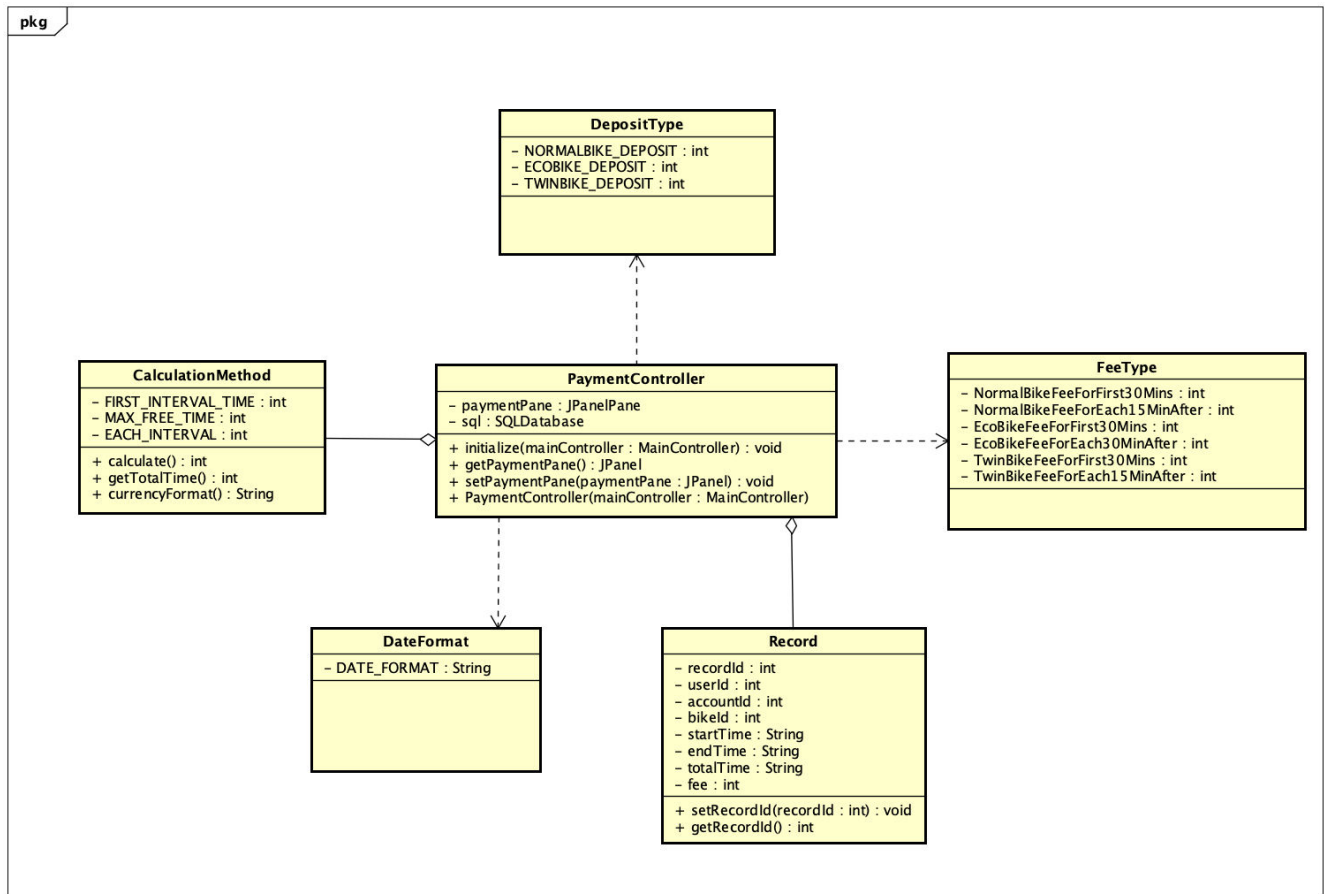 pkg
DepositType
– NORMALBIKE_DEPOSIT : int
– ECOBIKE_DEPOSIT : int
– TWINBIKE_DEPOSIT : int
CalculationMethod
– FIRST_INTERVAL_TIME : int
– MAX_FREE_TIME : int
– EACH_INTERVAL : int
+ calculate() : int
+ getTotalTime() : int
+ currencyFormat() : String
PaymentController
– paymentPane : JPanelPane
– sql : SQLDatabase
+ initialize(mainController : MainController) : void
+ getPaymentPane() : JPanel
+ setPaymentPane(paymentPane : JPanel) : void
+ PaymentController(mainController : MainController)
FeeType
– NormalBikeFeeForFirst30Mins : int
– NormalBikeFeeForEach15MinAfter : int
– EcoBikeFeeForFirst30Mins : int
– EcoBikeFeeForEach30MinAfter : int
– TwinBikeFeeForFirst30Mins : int
– TwinBikeFeeForEach15MinAfter : int
DateFormat
– DATE_FORMAT : String
Record
– recordId : int
– userId : int
– accountId : int
– bikeId : int
– startTime : String
– endTime : String
– totalTime : String
– fee : int
+ setRecordId(recordId : int) : void
+ getRecordId() : int